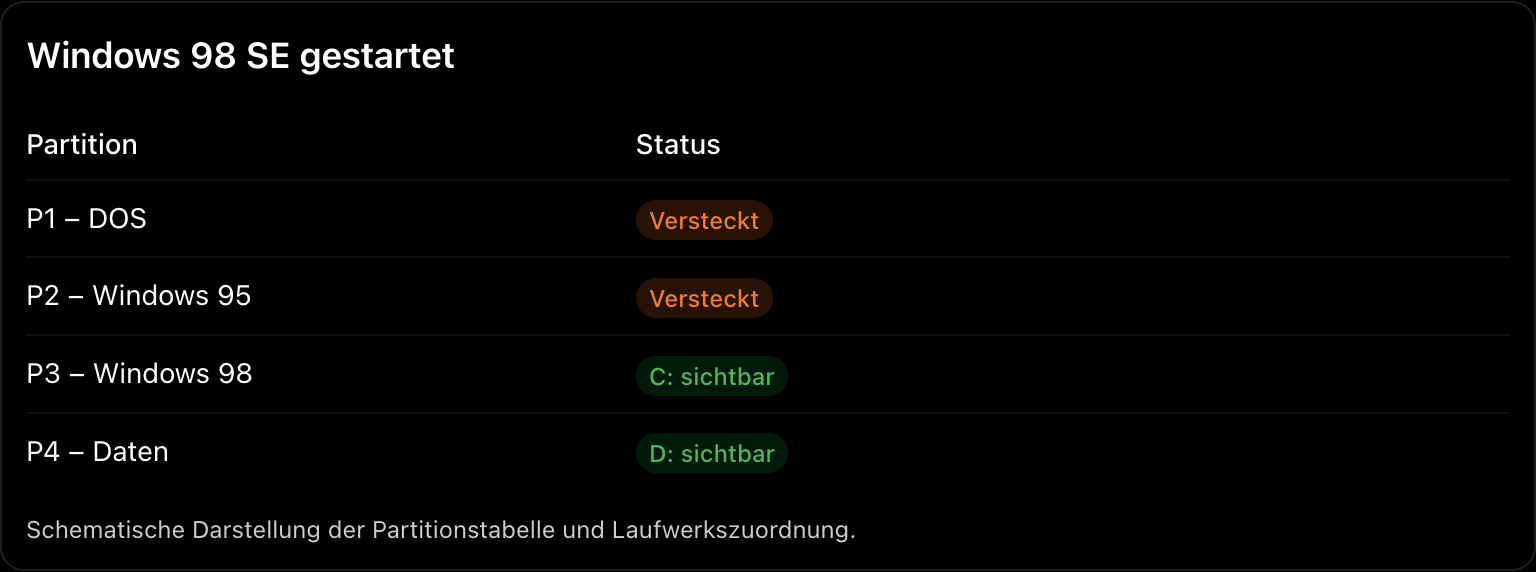 Windows 98 SE gestartet
Partition Status
P1 – DOS Versteckt
P2 – Windows 95 Versteckt
P3 – Windows 98 C: sichtbar
P4 – Daten D: sichtbar
Schematische Darstellung der Partitionstabelle und Laufwerkszuordnung.